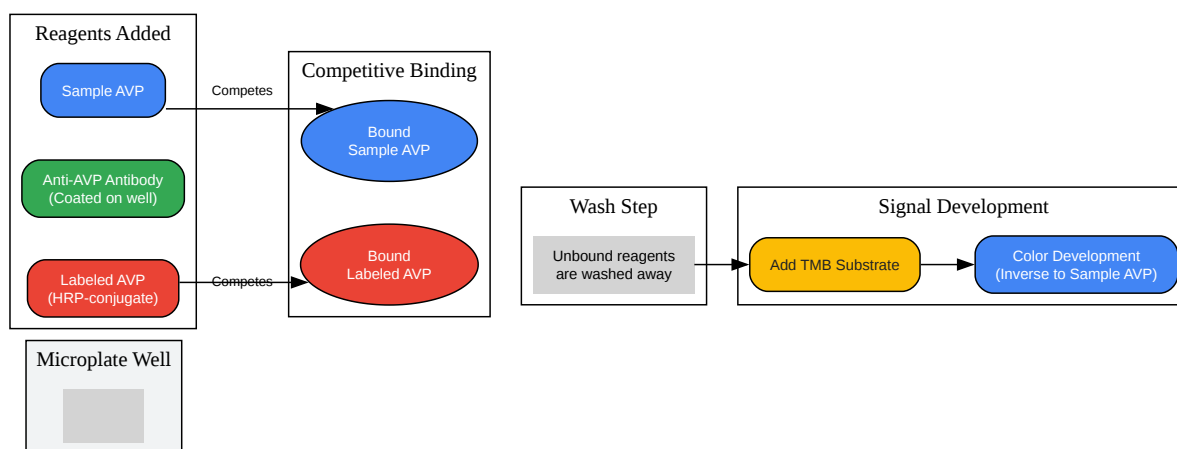 Reagents Added
Sample AVP
Anti-AVP Antibody
(Coated on well)
Labeled AVP
(HRP-conjugate)
Competes
Competes
Competitive Binding
Bound
Sample AVP
Bound
Labeled AVP
Wash Step
Unbound reagents
are washed away
Signal Development
Add TMB Substrate
Color Development
(Inverse to Sample AVP)
Microplate Well